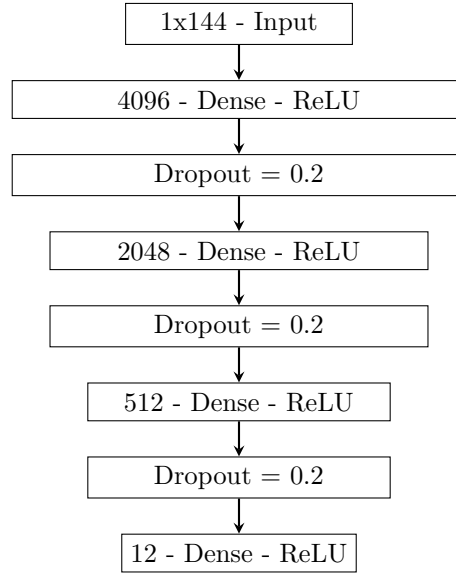 1x144 - Input
4096 - Dense - ReLU
Dropout = 0.2
2048 - Dense - ReLU
Dropout = 0.2
512 - Dense - ReLU
Dropout = 0.2
12 - Dense - ReLU